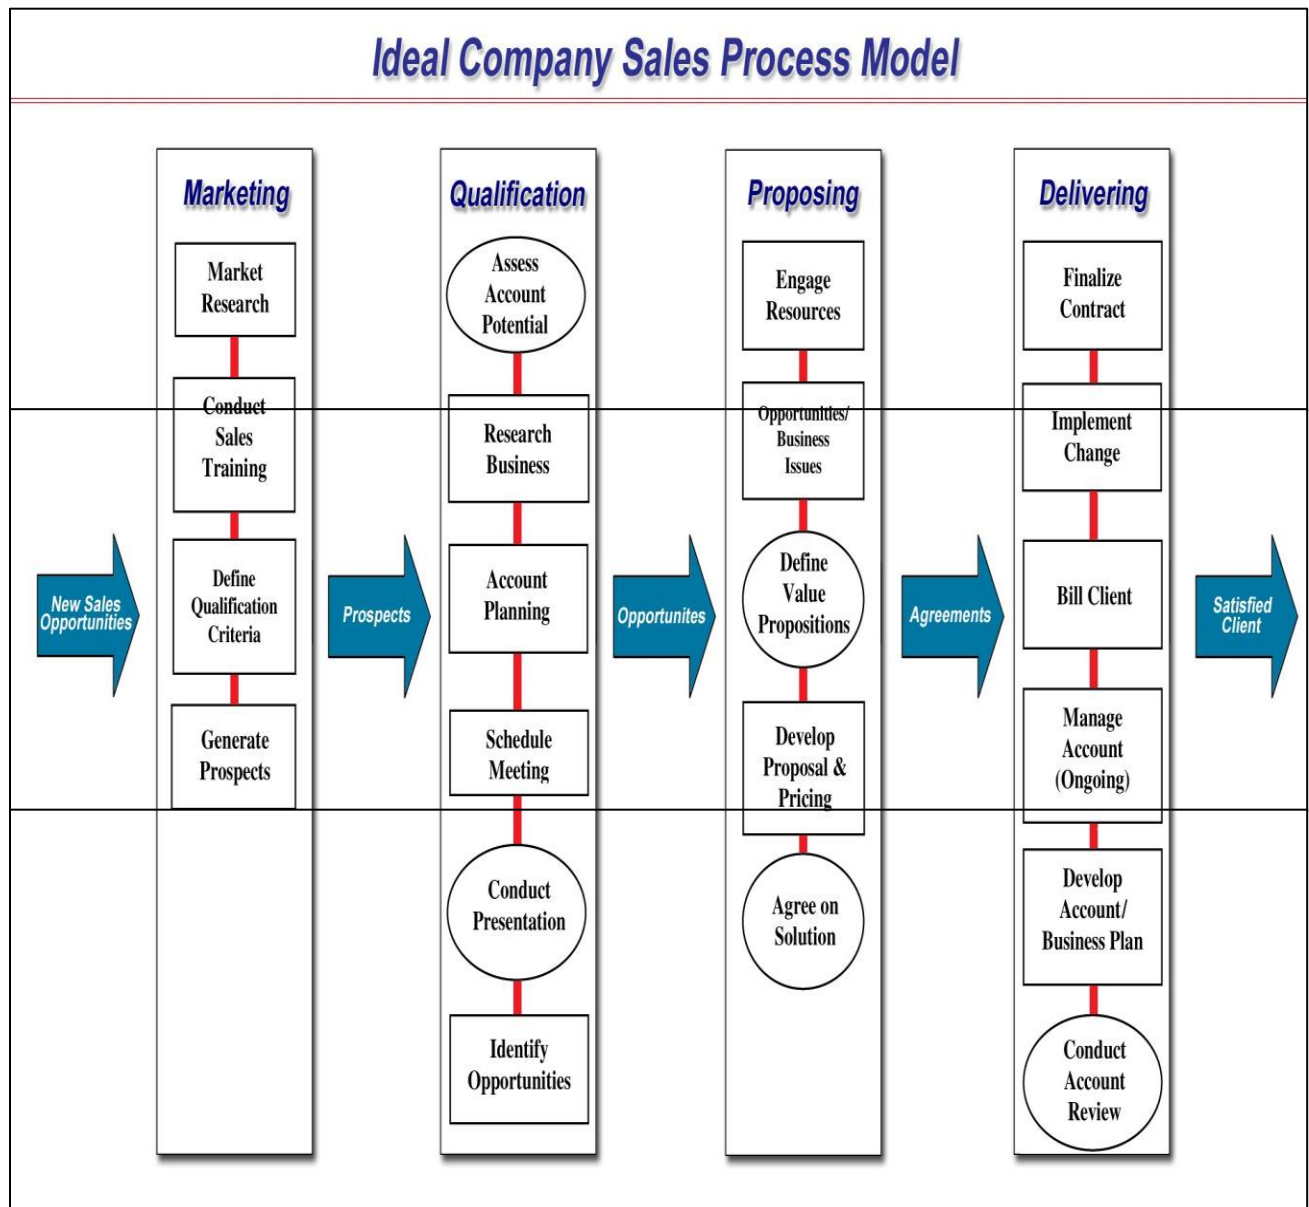 Ideal Company Sales Process Model
Marketing
Market
Research
Conduct
Sales
Training
Define
Qualification
Criteria
Generate
Prospects
Qualification
Assess
Account
Potential
Research
Business
Account
Planning
Schedule
Meeting
Conduct
Presentation
Identify
Opportunities
Proposing
Engage
Resources
Opportunities/
Business
Issues
Define
Value
Propositions
Develop
Proposal &
Pricing
Agree on
Solution
Delivering
Finalize
Contract
Implement
Change
Bill Client
Manage
Account
(Ongoing)
Develop
Account/
Business Plan
Conduct
Account
Review
New Sales
Opportunities
Prospects
Opportunites
Agreements
Satisfied
Client